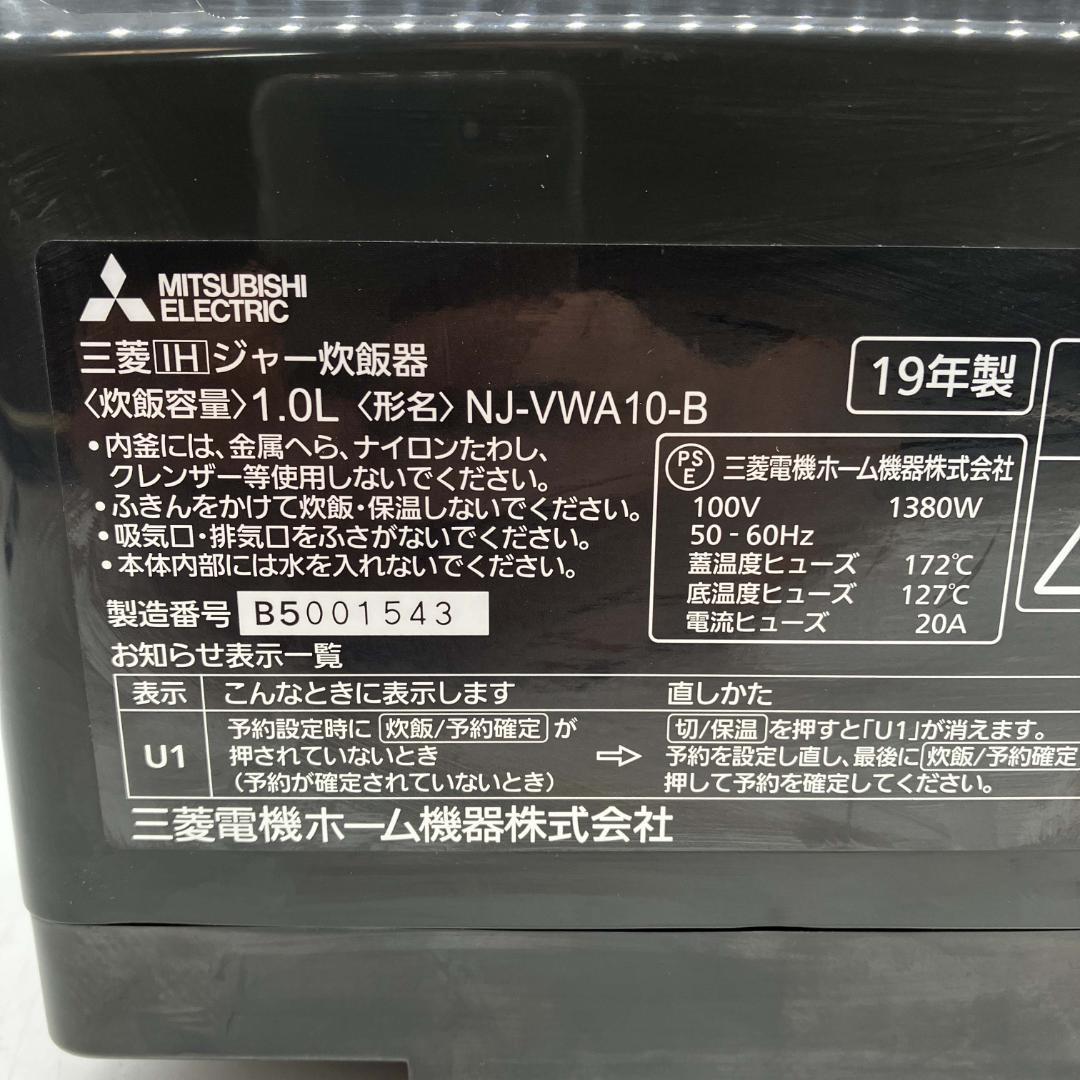 MITSUBISHI
ELECTRIC
三菱IHジャー炊飯器
〈炊飯容量〉1.0L 〈形名〉NJ-VWA10-B
19年製
・内釜には、金属へら、ナイロンたわし、
クレンザー等使用しないでください。
・ふきんをかけて炊飯・保温しないでください。
・吸気口・排気口をふさがないでください。
・本体内部には水を入れないでください。
PSE 三菱電機ホーム機器株式会社
100V 1380W
50-60Hz
蓋温度ヒューズ 172℃
底温度ヒューズ 127℃
電流ヒューズ 20A
製造番号 B5001543
お知らせ表示一覧
表示 こんなときに表示します 直しかた
U1
予約設定時に 炊飯/予約確定 が
押されていないとき
(予約が確定されていないとき)
⇨
切/保温 を押すと「U1」が消えます。
予約を設定し直し、最後に 炊飯/予約確定
押して予約を確定してください。
三菱電機ホーム機器株式会社